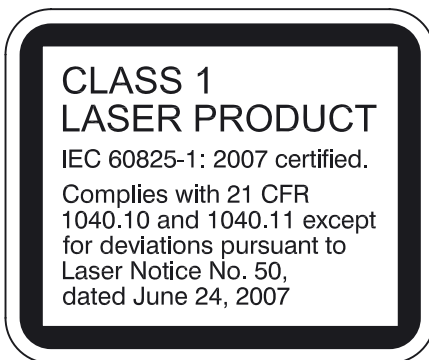 CLASS 1
LASER PRODUCT
IEC 60825-1: 2007 certified.
Complies with 21 CFR
1040.10 and 1040.11 except
for deviations pursuant to
Laser Notice No. 50,
dated June 24, 2007